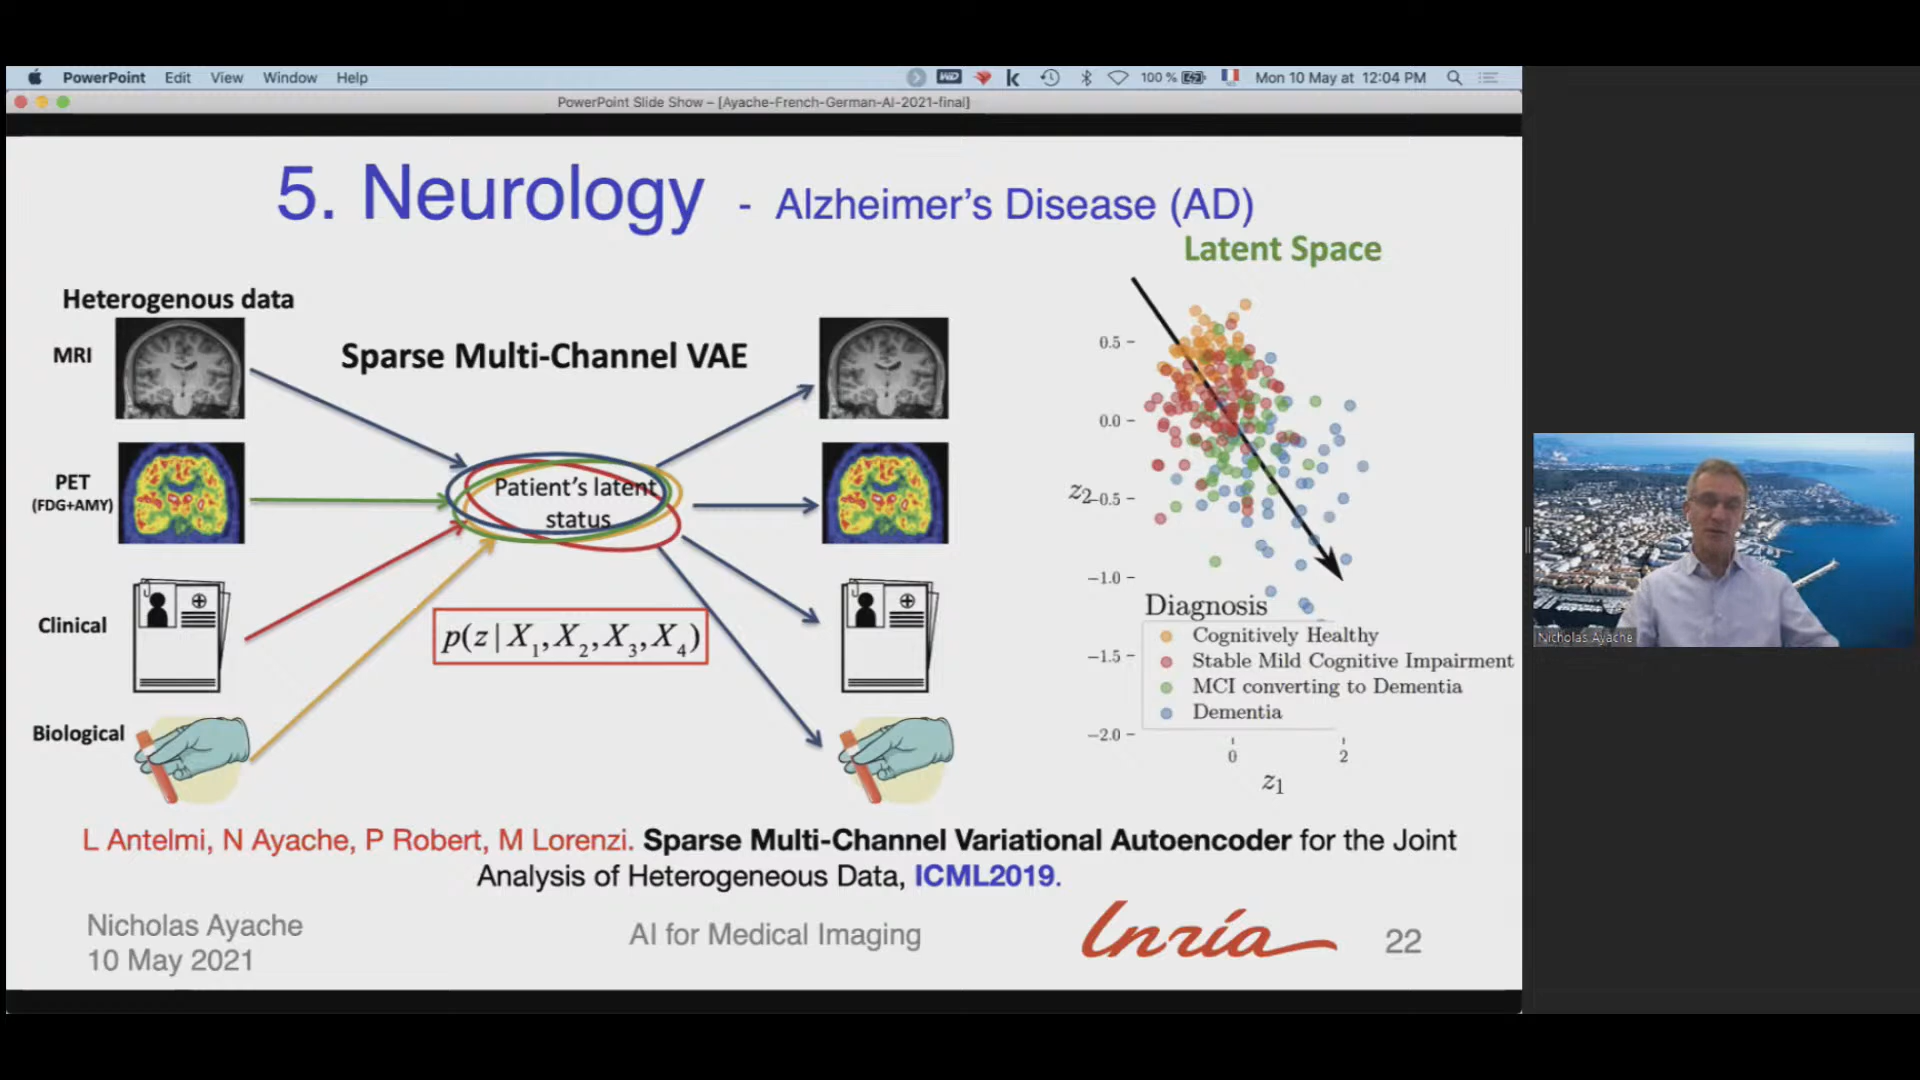 PowerPoint Edit View Window Help
WD k 100 % Mon 10 May at 12:04 PM
PowerPoint Slide Show – [Ayache-French-German-AI-2021-final]
5. Neurology - Alzheimer's Disease (AD)
Latent Space
Heterogenous data
MRI
Sparse Multi-Channel VAE
PET
(FDG+AMY)
Patient's latent
status
Clinical
p(z | X1, X2, X3, X4)
Biological
0.5
0.0
z2
-0.5
−1.0
−1.5
−2.0
Diagnosis
Cognitively Healthy
Stable Mild Cognitive Impairment
MCI converting to Dementia
Dementia
0 2
z1
Nicholas Ayache
L Antelmi, N Ayache, P Robert, M Lorenzi. Sparse Multi-Channel Variational Autoencoder for the Joint
Analysis of Heterogeneous Data, ICML2019.
Nicholas Ayache
10 May 2021
AI for Medical Imaging
Inria
22